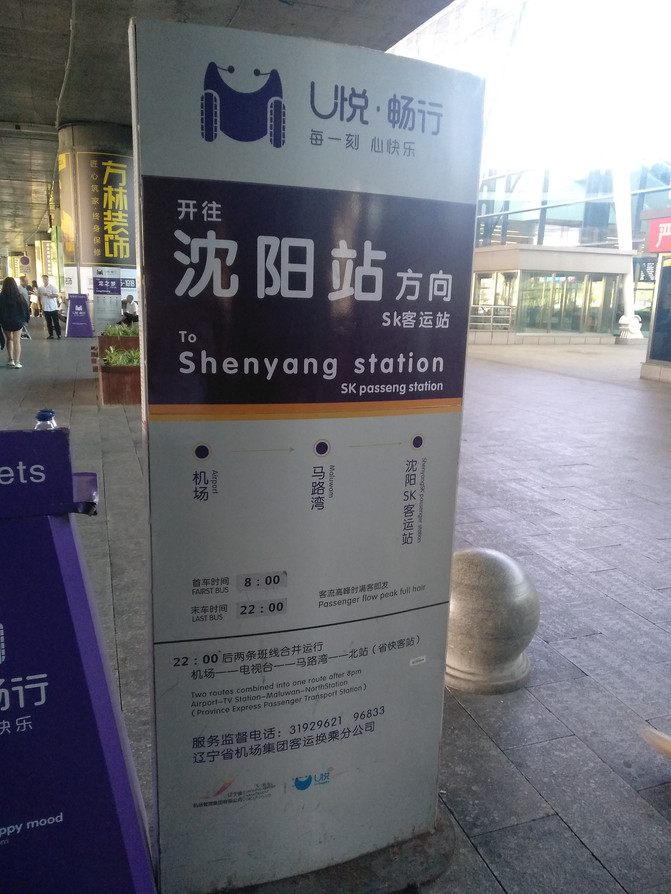 U悦·畅行
每一刻 心快乐
开往
沈阳站 方向
Sk客运站
To
Shenyang station
SK passeng station
机场
Airport
马路湾
Maluwan
沈阳SK客运站
首车时间 8:00
FAIRST BUS
末车时间 22:00
LAST BUS
客流高峰时满客即发
Passenger flow peak full hair
22:00后两条班线合并运行
机场——电视台——马路湾——北站（省快客站）
Two routes combined into one route after 8pm
Airport-TV Station-Maluwan-NorthStation
(Province Express Passenger Transport Station)
服务监督电话：31929621 96833
辽宁省机场集团客运换乘分公司
U悦
方林装饰
ets
畅行
快乐
ppy mood
严